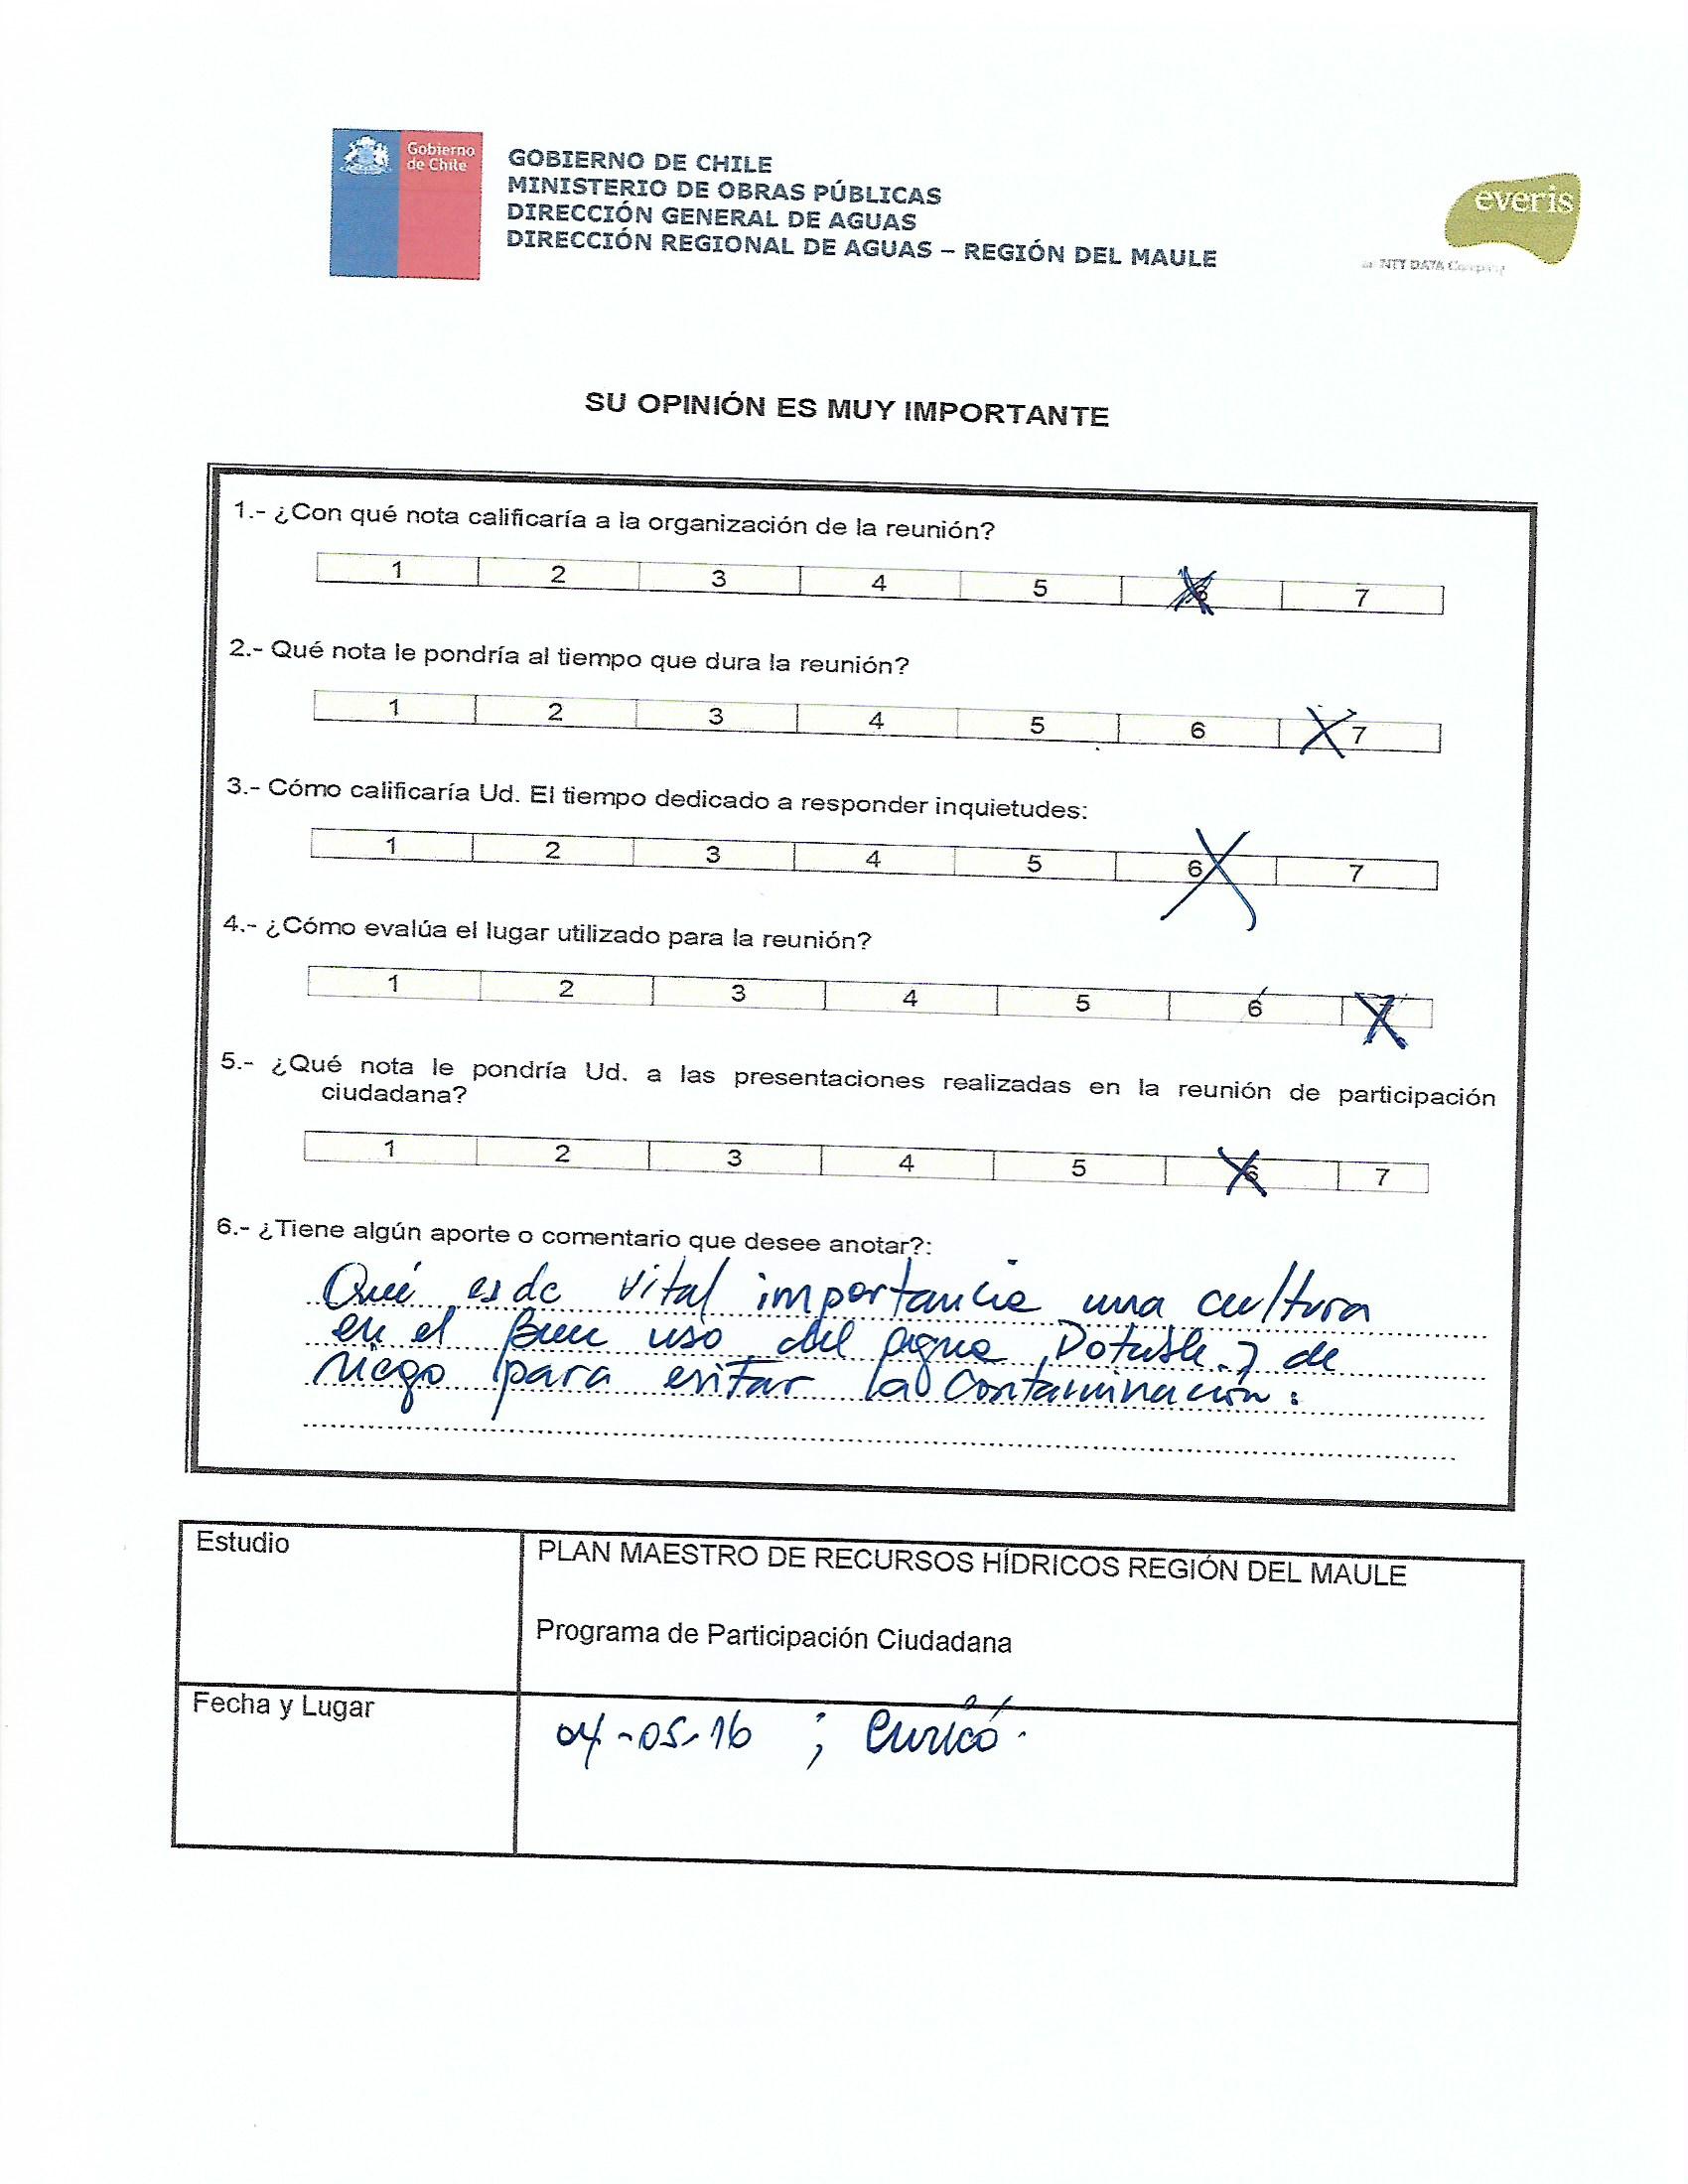 Gobierno
de Chile
GOBIERNO DE CHILE
MINISTERIO DE OBRAS PÚBLICAS
DIRECCIÓN GENERAL DE AGUAS
DIRECCIÓN REGIONAL DE AGUAS – REGIÓN DEL MAULE
everis
an NTT DATA Company
SU OPINIÓN ES MUY IMPORTANTE
1.- ¿Con qué nota calificaría a la organización de la reunión?
1 2 3 4 5 6 7
2.- Qué nota le pondría al tiempo que dura la reunión?
1 2 3 4 5 6 7
3.- Cómo calificaría Ud. El tiempo dedicado a responder inquietudes:
1 2 3 4 5 6 7
4.- ¿Cómo evalúa el lugar utilizado para la reunión?
1 2 3 4 5 6 7
5.- ¿Qué nota le pondría Ud. a las presentaciones realizadas en la reunión de participación
ciudadana?
1 2 3 4 5 6 7
6.- ¿Tiene algún aporte o comentario que desee anotar?:
Qué es de vital importancia una cultura
en el Buen uso del agua Potable y de
riego para evitar la contaminación.
Estudio
PLAN MAESTRO DE RECURSOS HÍDRICOS REGIÓN DEL MAULE
Programa de Participación Ciudadana
Fecha y Lugar
04-05-16 ; Curicó.